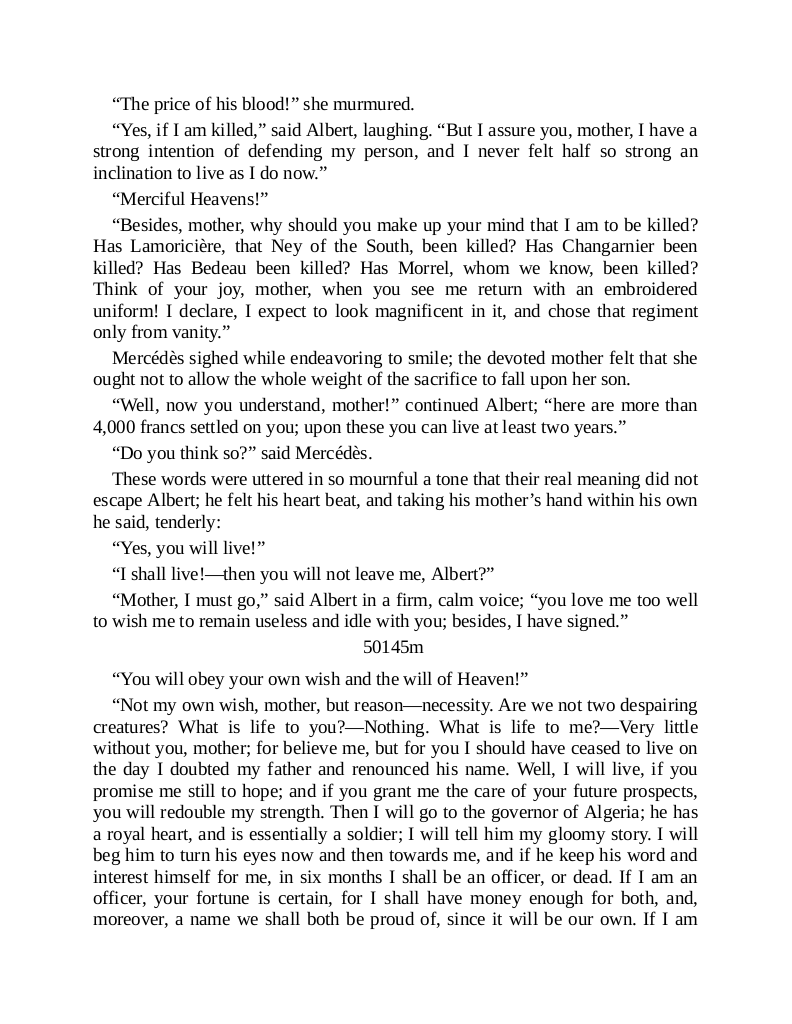 “The price of his blood!” she murmured.
“Yes, if I am killed,” said Albert, laughing. “But I assure you, mother, I have a
strong intention of defending my person, and I never felt half so strong an
inclination to live as I do now.”
“Merciful Heavens!”
“Besides, mother, why should you make up your mind that I am to be killed?
Has Lamoricière, that Ney of the South, been killed? Has Changarnier been
killed? Has Bedeau been killed? Has Morrel, whom we know, been killed?
Think of your joy, mother, when you see me return with an embroidered
uniform! I declare, I expect to look magnificent in it, and chose that regiment
only from vanity.”
Mercédès sighed while endeavoring to smile; the devoted mother felt that she
ought not to allow the whole weight of the sacrifice to fall upon her son.
“Well, now you understand, mother!” continued Albert; “here are more than
4,000 francs settled on you; upon these you can live at least two years.”
“Do you think so?” said Mercédès.
These words were uttered in so mournful a tone that their real meaning did not
escape Albert; he felt his heart beat, and taking his mother’s hand within his own
he said, tenderly:
“Yes, you will live!”
“I shall live!—then you will not leave me, Albert?”
“Mother, I must go,” said Albert in a firm, calm voice; “you love me too well
to wish me to remain useless and idle with you; besides, I have signed.”
50145m
“You will obey your own wish and the will of Heaven!”
“Not my own wish, mother, but reason—necessity. Are we not two despairing
creatures? What is life to you?—Nothing. What is life to me?—Very little
without you, mother; for believe me, but for you I should have ceased to live on
the day I doubted my father and renounced his name. Well, I will live, if you
promise me still to hope; and if you grant me the care of your future prospects,
you will redouble my strength. Then I will go to the governor of Algeria; he has
a royal heart, and is essentially a soldier; I will tell him my gloomy story. I will
beg him to turn his eyes now and then towards me, and if he keep his word and
interest himself for me, in six months I shall be an officer, or dead. If I am an
officer, your fortune is certain, for I shall have money enough for both, and,
moreover, a name we shall both be proud of, since it will be our own. If I am